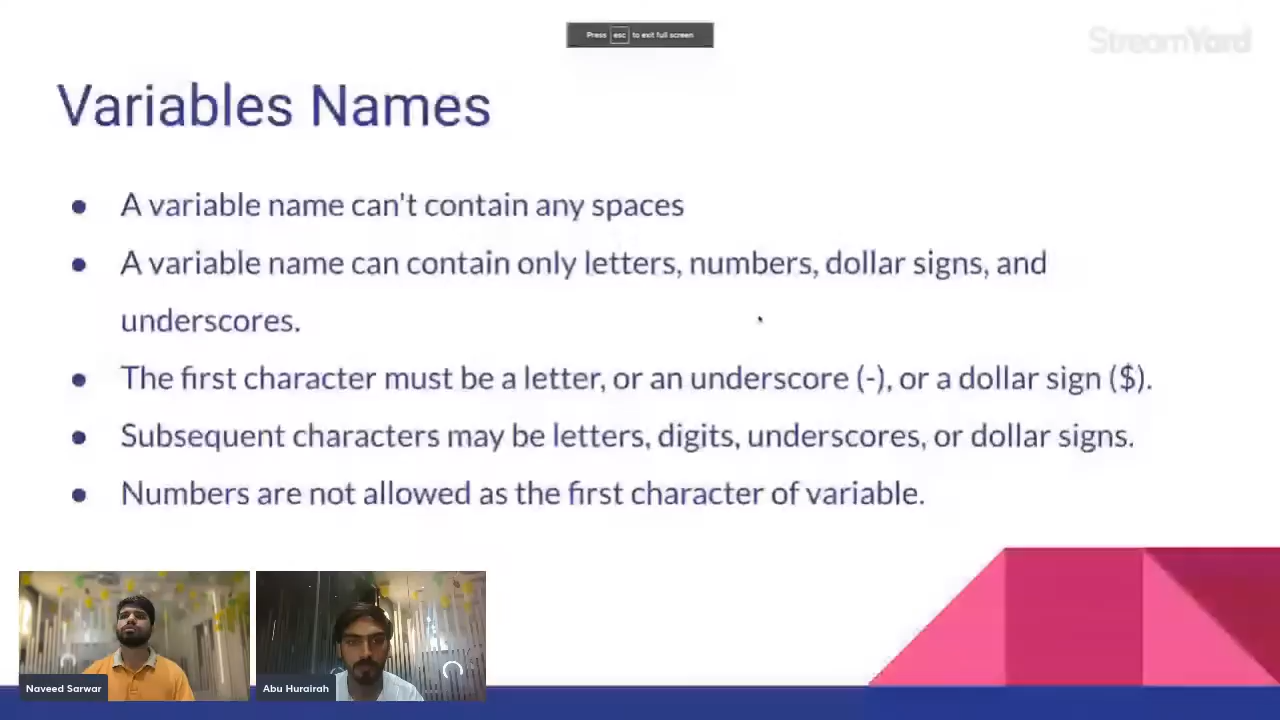 Press esc to exit full screen
StreamYard
Variables Names
● A variable name can't contain any spaces
● A variable name can contain only letters, numbers, dollar signs, and
underscores.
● The first character must be a letter, or an underscore (-), or a dollar sign ($).
● Subsequent characters may be letters, digits, underscores, or dollar signs.
● Numbers are not allowed as the first character of variable.
Naveed Sarwar
Abu Hurairah